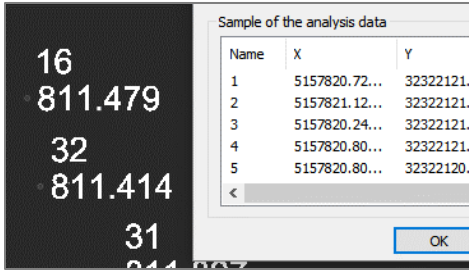 16
811.479
32
811.414
31
Sample of the analysis data
Name X Y
1 5157820.72... 32322121.
2 5157821.12... 32322121.
3 5157820.24... 32322121.
4 5157820.80... 32322121.
5 5157820.80... 32322120.
OK